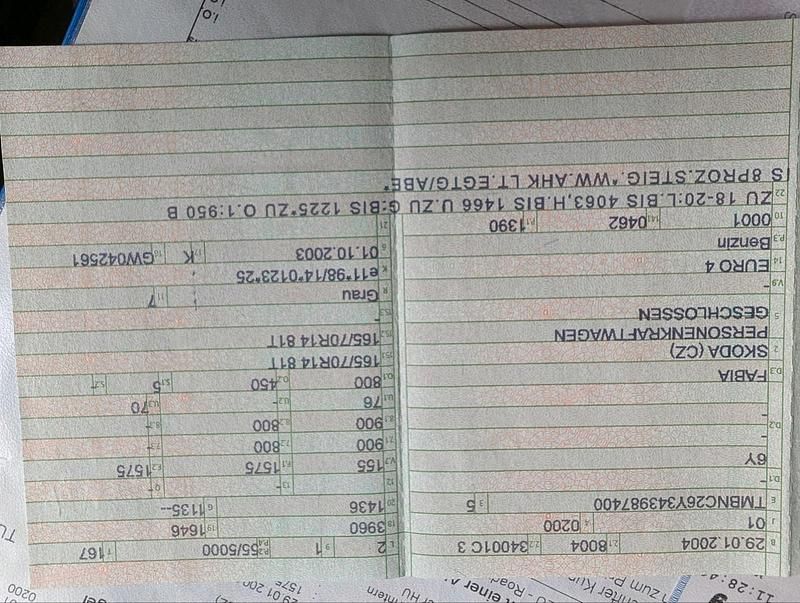 B 29.01.2004 2.1 8004 2.2 34001C 3
J 01 4 0200
E TMBNC26Y343987400 3 5
D.1 -
6Y
D.2 -
-
D.3 FABIA
2 SKODA (CZ)
PERSONENKRAFTWAGEN
5 GESCHLOSSEN
V.9 -
14 EURO 4
P.3 Benzin
10 0001 14.1 0462 P.1 1390
L 2 9 1 P.2 P.4 55/5000 T 167
18 3960 19 1646
20 1436 G 1135--
12 - 13 - Q -
V.7 155 F.1 1575 F.2 1575
7.1 900 7.2 800 7.3 -
8.1 900 8.2 800 8.3 -
U.1 76 U.2 - U.3 70
O.1 800 O.2 450 S.1 5 S.2 -
15.1 165/70R14 81T
15.2 165/70R14 81T
15.3 -
R Grau 11 7
K e11*98/14*0123*25
6 01.10.2003 17 K 16 GW042561
21
22 ZU 18-20:L.BIS 4063,H.BIS 1466 U.ZU G:BIS 1225*ZU O.1:950 B
IS 8PROZ.STEIG.*WW.AHK LT.EGTG/ABE*